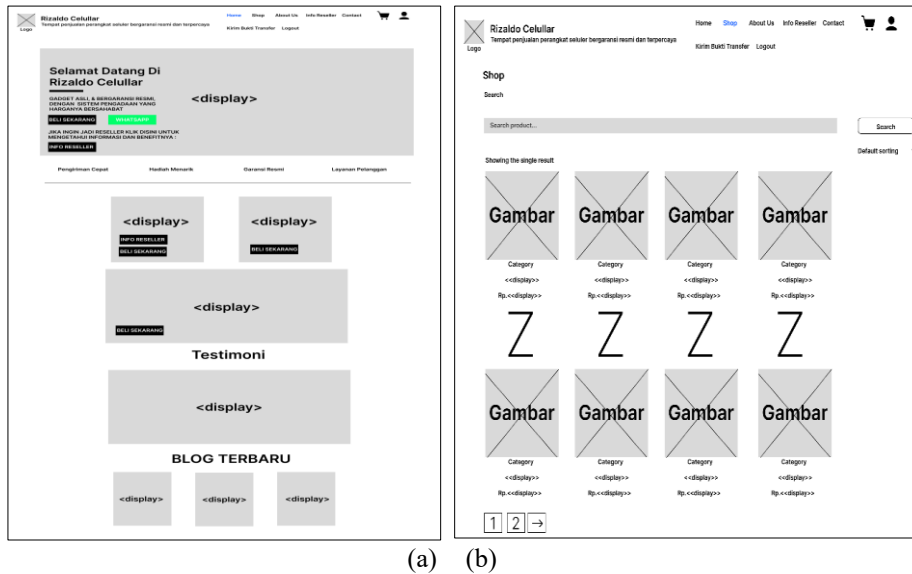 Rizaldo Celullar
Tempat penjualan perangkat seluler bergaransi resmi dan terpercaya
Logo
Home Shop About Us Info Reseller Contact
Kirim Bukti Transfer Logout
Selamat Datang Di
Rizaldo Celullar
GADGET ASLI, & BERGARANSI RESMI,
DENGAN SISTEM PENGADAAN YANG
HARGANYA BERSAHABAT
BELI SEKARANG WHATSAPP
JIKA INGIN JADI RESELLER KLIK DISINI UNTUK
MENGETAHUI INFORMASI DAN BENEFITNYA :
INFO RESELLER
<display>
Pengiriman Cepat Hadiah Menarik Garansi Resmi Layanan Pelanggan
<display> <display>
INFO RESELLER
BELI SEKARANG BELI SEKARANG
<display>
BELI SEKARANG
Testimoni
<display>
BLOG TERBARU
<display> <display> <display>
Rizaldo Celullar
Tempat penjualan perangkat seluler bergaransi resmi dan terpercaya
Logo
Home Shop About Us Info Reseller Contact
Kirim Bukti Transfer Logout
Shop
Search
Search product... Search
Default sorting
Showing the single result
Gambar Gambar Gambar Gambar
Category Category Category Category
<<display>> <<display>> <<display>> <<display>>
Rp.<<display>> Rp.<<display>> Rp.<<display>> Rp.<<display>>
Z Z Z Z
Gambar Gambar Gambar Gambar
Category Category Category Category
<<display>> <<display>> <<display>> <<display>>
Rp.<<display>> Rp.<<display>> Rp.<<display>> Rp.<<display>>
1 2 →
(a) (b)